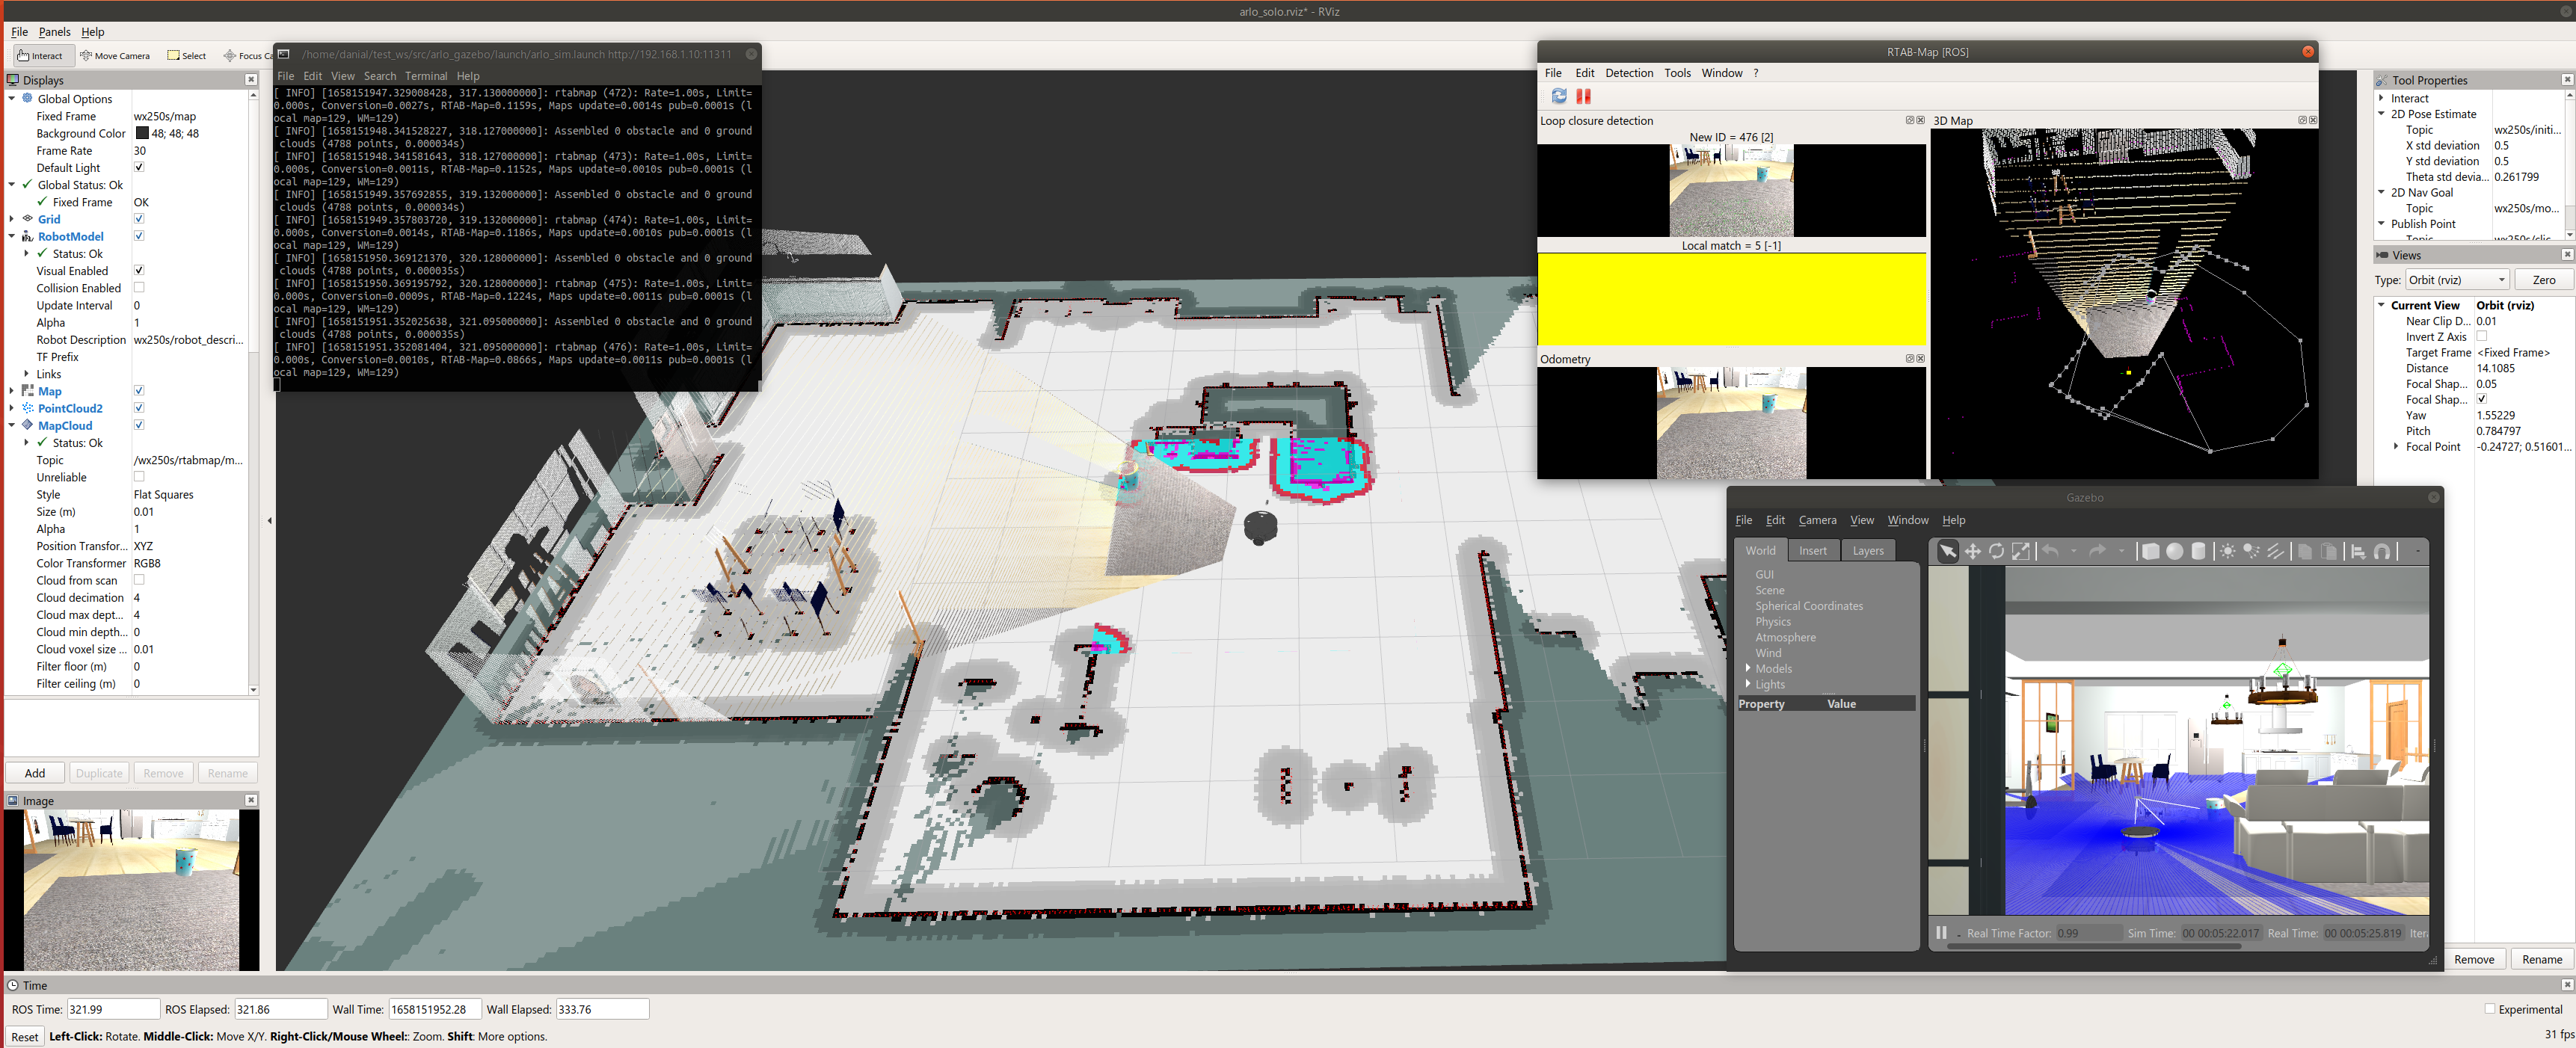 arlo_solo.rviz* - RViz
File Panels Help
Interact Move Camera Select Focus Ca
Displays
Global Options
Fixed Frame wx250s/map
Background Color 48; 48; 48
Frame Rate 30
Default Light
Global Status: Ok
Fixed Frame OK
Grid
RobotModel
Status: Ok
Visual Enabled
Collision Enabled
Update Interval 0
Alpha 1
Robot Description wx250s/robot_descri...
TF Prefix
Links
Map
PointCloud2
MapCloud
Status: Ok
Topic /wx250s/rtabmap/m...
Unreliable
Style Flat Squares
Size (m) 0.01
Alpha 1
Position Transfor... XYZ
Color Transformer RGB8
Cloud from scan
Cloud decimation 4
Cloud max dept... 4
Cloud min depth... 0
Cloud voxel size ... 0.01
Filter floor (m) 0
Filter ceiling (m) 0
Add Duplicate Remove Rename
Image
/home/danial/test_ws/src/arlo_gazebo/launch/arlo_sim.launch http://192.168.1.10:11311
File Edit View Search Terminal Help
[ INFO] [1658151947.329008428, 317.130000000]: rtabmap (472): Rate=1.00s, Limit=
0.000s, Conversion=0.0027s, RTAB-Map=0.1159s, Maps update=0.0014s pub=0.0001s (l
ocal map=129, WM=129)
[ INFO] [1658151948.341528227, 318.127000000]: Assembled 0 obstacle and 0 ground
clouds (4788 points, 0.000034s)
[ INFO] [1658151948.341581643, 318.127000000]: rtabmap (473): Rate=1.00s, Limit=
0.000s, Conversion=0.0011s, RTAB-Map=0.1152s, Maps update=0.0010s pub=0.0001s (l
ocal map=129, WM=129)
[ INFO] [1658151949.357692855, 319.132000000]: Assembled 0 obstacle and 0 ground
clouds (4788 points, 0.000034s)
[ INFO] [1658151949.357803720, 319.132000000]: rtabmap (474): Rate=1.00s, Limit=
0.000s, Conversion=0.0014s, RTAB-Map=0.1186s, Maps update=0.0010s pub=0.0001s (l
ocal map=129, WM=129)
[ INFO] [1658151950.369121370, 320.128000000]: Assembled 0 obstacle and 0 ground
clouds (4788 points, 0.000035s)
[ INFO] [1658151950.369195792, 320.128000000]: rtabmap (475): Rate=1.00s, Limit=
0.000s, Conversion=0.0009s, RTAB-Map=0.1224s, Maps update=0.0011s pub=0.0001s (l
ocal map=129, WM=129)
[ INFO] [1658151951.352025638, 321.095000000]: Assembled 0 obstacle and 0 ground
clouds (4788 points, 0.000035s)
[ INFO] [1658151951.352081404, 321.095000000]: rtabmap (476): Rate=1.00s, Limit=
0.000s, Conversion=0.0010s, RTAB-Map=0.0866s, Maps update=0.0011s pub=0.0001s (l
ocal map=129, WM=129)
RTAB-Map [ROS]
File Edit Detection Tools Window ?
Loop closure detection
New ID = 476 [2]
Local match = 5 [-1]
Odometry
3D Map
Gazebo
File Edit Camera View Window Help
World Insert Layers
GUI
Scene
Spherical Coordinates
Physics
Atmosphere
Wind
Models
Lights
Property Value
Real Time Factor: 0.99 Sim Time: 00 00:05:22.017 Real Time: 00 00:05:25.819 Iter
Tool Properties
Interact
2D Pose Estimate
Topic wx250s/initi...
X std deviation 0.5
Y std deviation 0.5
Theta std devia... 0.261799
2D Nav Goal
Topic wx250s/mo...
Publish Point
Topic wx250s/clic...
Views
Type: Orbit (rviz) Zero
Current View Orbit (rviz)
Near Clip D... 0.01
Invert Z Axis
Target Frame <Fixed Frame>
Distance 14.1085
Focal Shap... 0.05
Focal Shap...
Yaw 1.55229
Pitch 0.784797
Focal Point -0.24727; 0.51601...
Remove Rename
Time
ROS Time: 321.99 ROS Elapsed: 321.86 Wall Time: 1658151952.28 Wall Elapsed: 333.76
Experimental
Reset Left-Click: Rotate. Middle-Click: Move X/Y. Right-Click/Mouse Wheel:: Zoom. Shift: More options.
31 fps